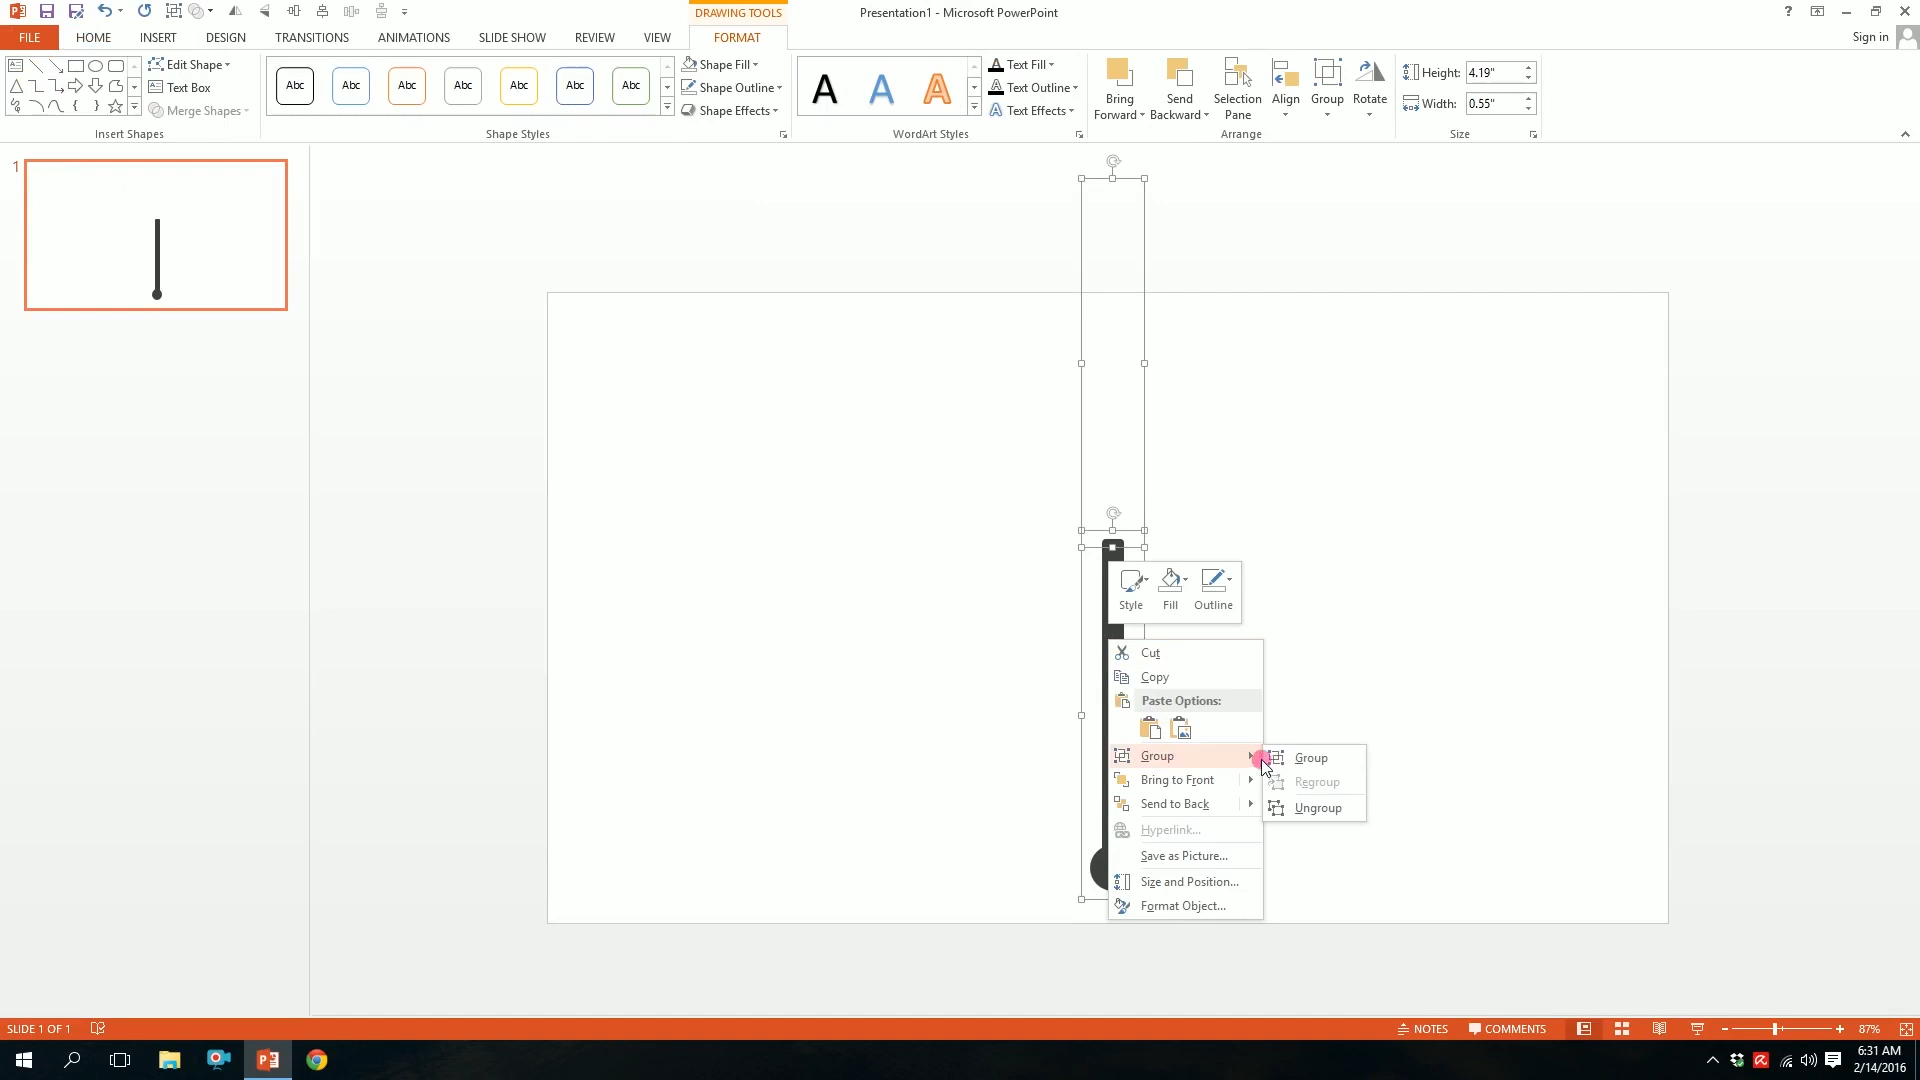 DRAWING TOOLS
Presentation1 - Microsoft PowerPoint
?
FILE
HOME
INSERT
DESIGN
TRANSITIONS
ANIMATIONS
SLIDE SHOW
REVIEW
VIEW
FORMAT
Sign in
Edit Shape
Text Box
Merge Shapes
Insert Shapes
Abc
Abc
Abc
Abc
Abc
Abc
Abc
Shape Styles
Shape Fill
Shape Outline
Shape Effects
A
A
A
WordArt Styles
Text Fill
Text Outline
Text Effects
Bring
Forward
Send
Backward
Selection
Pane
Align
Group
Rotate
Arrange
Height: 4.19"
Width: 0.55"
Size
1
Style
Fill
Outline
Cut
Copy
Paste Options:
Group
Bring to Front
Send to Back
Hyperlink...
Save as Picture...
Size and Position...
Format Object...
Group
Regroup
Ungroup
SLIDE 1 OF 1
NOTES
COMMENTS
87%
6:31 AM
2/14/2016